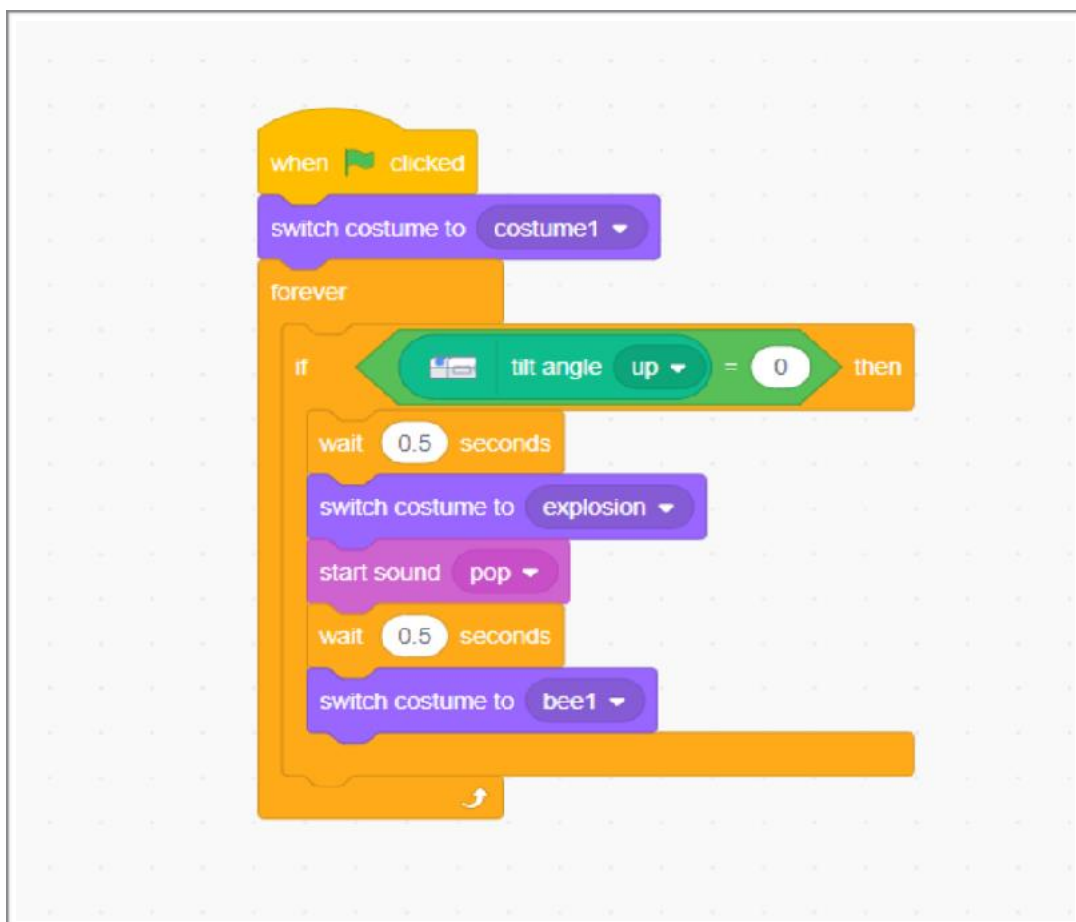 when clicked
switch costume to costume1
forever
if tilt angle up = 0 then
wait 0.5 seconds
switch costume to explosion
start sound pop
wait 0.5 seconds
switch costume to bee1